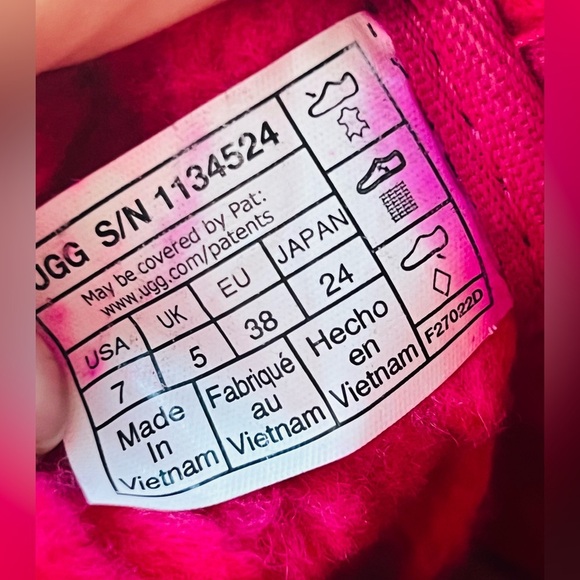 UGG S/N 1134524
May be covered by Pat:
www.ugg.com/patents
USA UK EU JAPAN
7 5 38 24
Made In Vietnam
Fabriqué au Vietnam
Hecho en Vietnam
F27022D